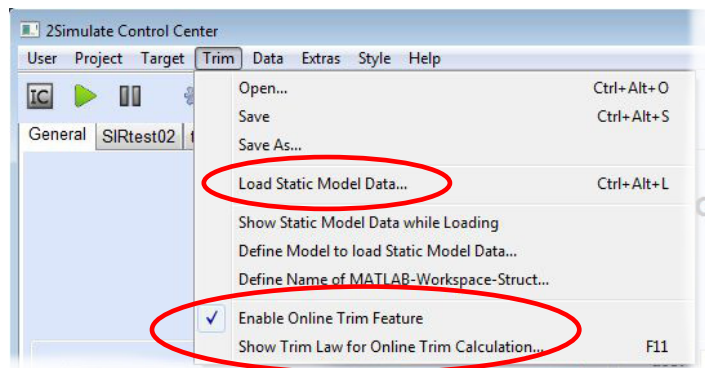 2Simulate Control Center
User Project Target Trim Data Extras Style Help
IC
Open... Ctrl+Alt+O
Save Ctrl+Alt+S
General SIRtest02
Save As...
Load Static Model Data... Ctrl+Alt+L
Show Static Model Data while Loading
Define Model to load Static Model Data...
Define Name of MATLAB-Workspace-Struct...
Enable Online Trim Feature
Show Trim Law for Online Trim Calculation... F11